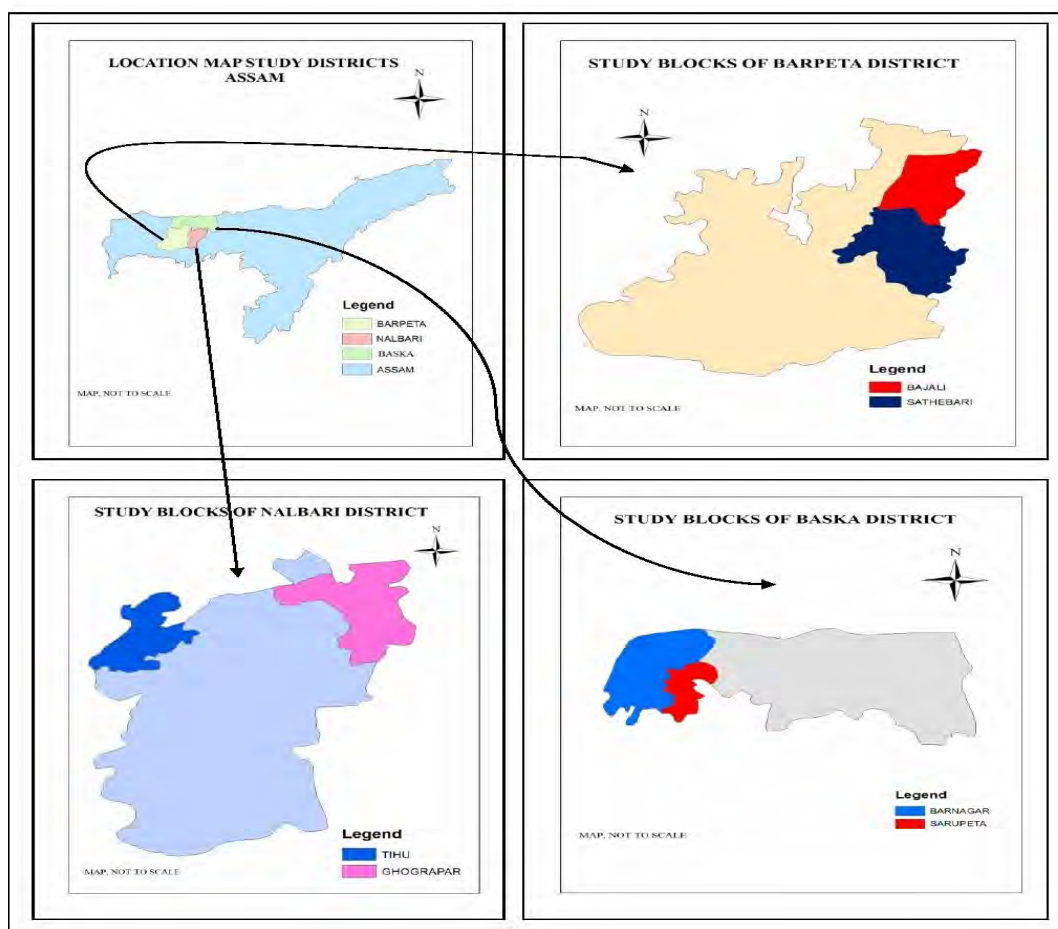 LOCATION MAP STUDY DISTRICTS
ASSAM
N
Legend
BARPETA
NALBARI
BASKA
ASSAM
MAP, NOT TO SCALE
STUDY BLOCKS OF BARPETA DISTRICT
N
Legend
BAJALI
SATHEBARI
MAP, NOT TO SCALE
STUDY BLOCKS OF NALBARI DISTRICT
N
Legend
TIHU
GHOGRAPAR
MAP, NOT TO SCALE
STUDY BLOCKS OF BASKA DISTRICT
N
Legend
BARNAGAR
SARUPETA
MAP, NOT TO SCALE